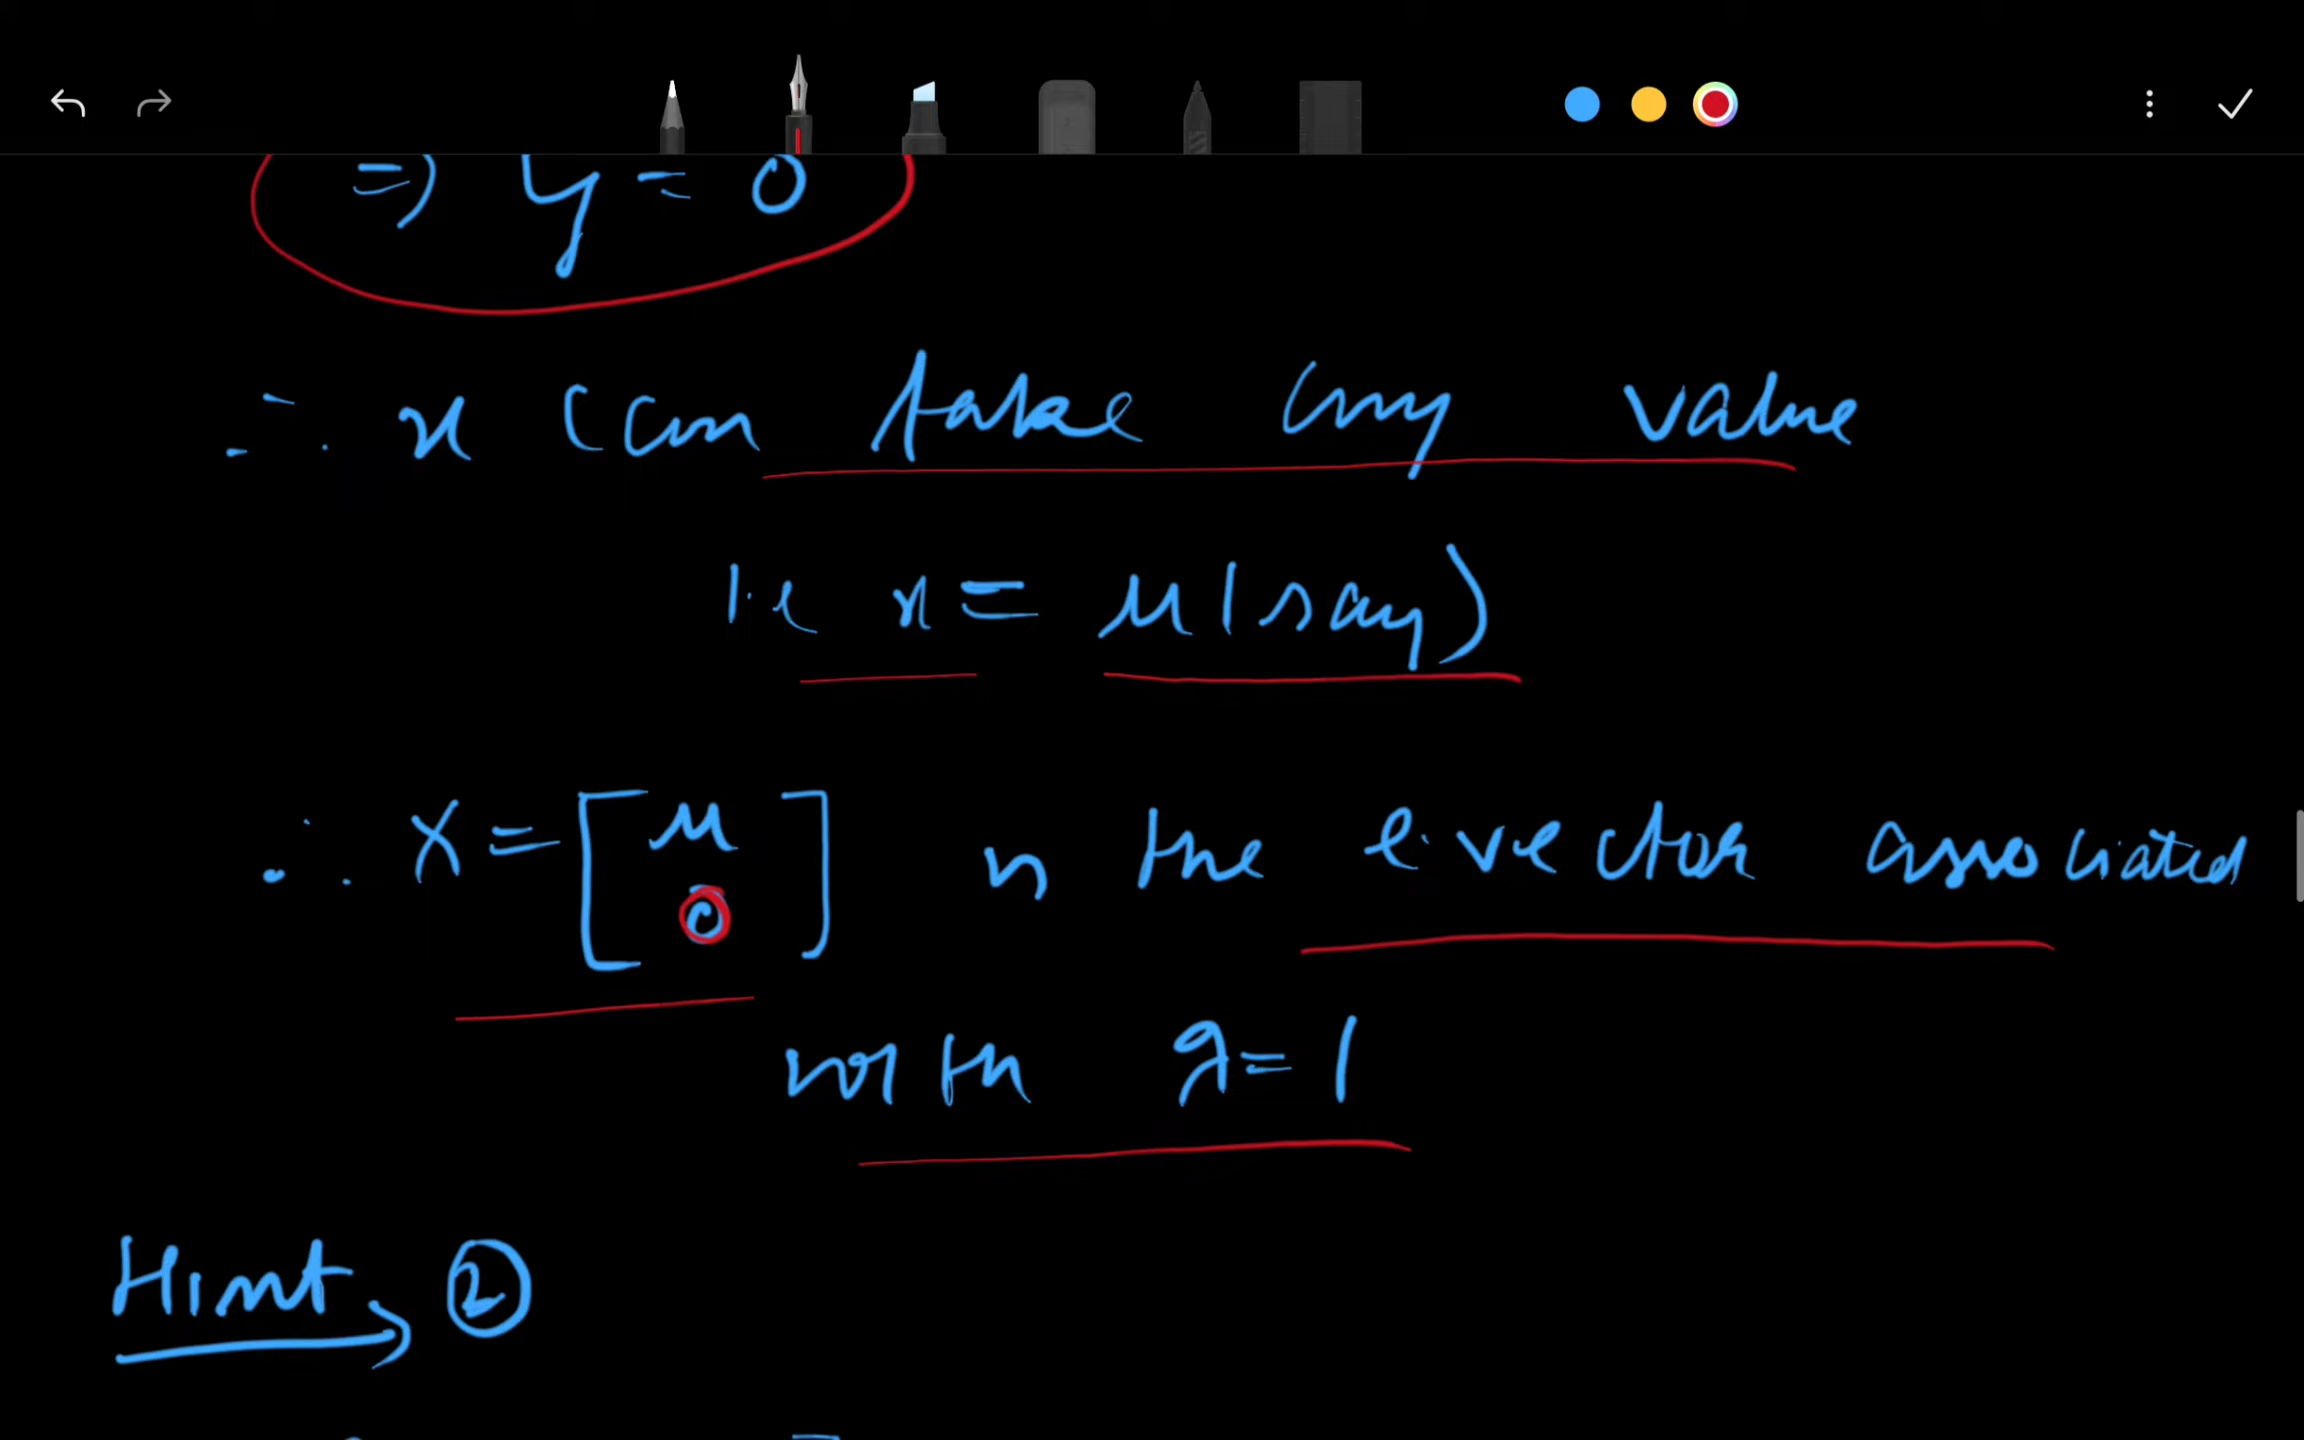 ⇒ y = 0
∴ x can take any value
i.e x = μ (say)
∴ X = [ μ 0 ] is the e.vector associated
with λ = 1
Hint → ②